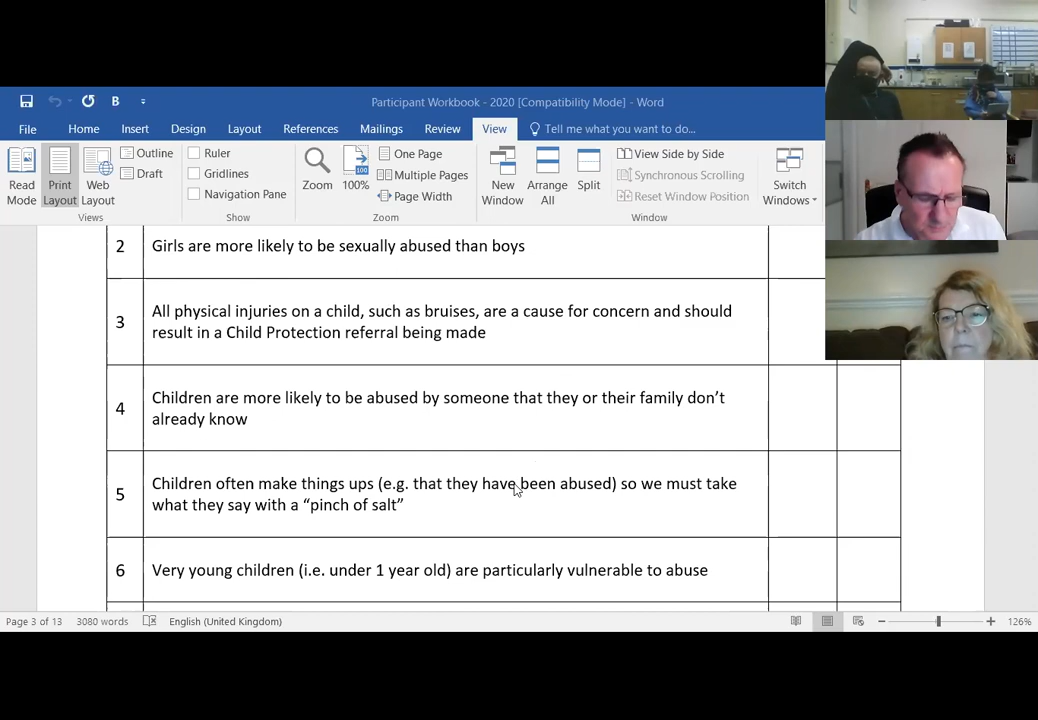 B
Participant Workbook - 2020 [Compatibility Mode] - Word
File Home Insert Design Layout References Mailings Review View Tell me what you want to do...
Read Mode
Print Layout
Web Layout
Outline
Draft
Views
Ruler
Gridlines
Navigation Pane
Show
Zoom
100%
One Page
Multiple Pages
Page Width
Zoom
New Window
Arrange All
Split
View Side by Side
Synchronous Scrolling
Reset Window Position
Window
Switch Windows
2 Girls are more likely to be sexually abused than boys
3 All physical injuries on a child, such as bruises, are a cause for concern and should
result in a Child Protection referral being made
4 Children are more likely to be abused by someone that they or their family don’t
already know
5 Children often make things ups (e.g. that they have been abused) so we must take
what they say with a “pinch of salt”
6 Very young children (i.e. under 1 year old) are particularly vulnerable to abuse
Page 3 of 13 3080 words English (United Kingdom) 126%